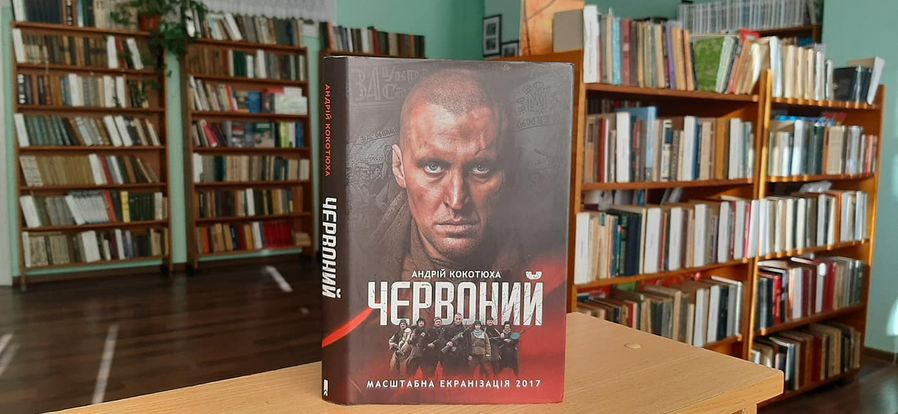 АНДРІЙ КОКОТЮХА
ЧЕРВОНИЙ
АНДРІЙ КОКОТЮХА
ЧЕРВОНИЙ
МАСШТАБНА ЕКРАНІЗАЦІЯ 2017